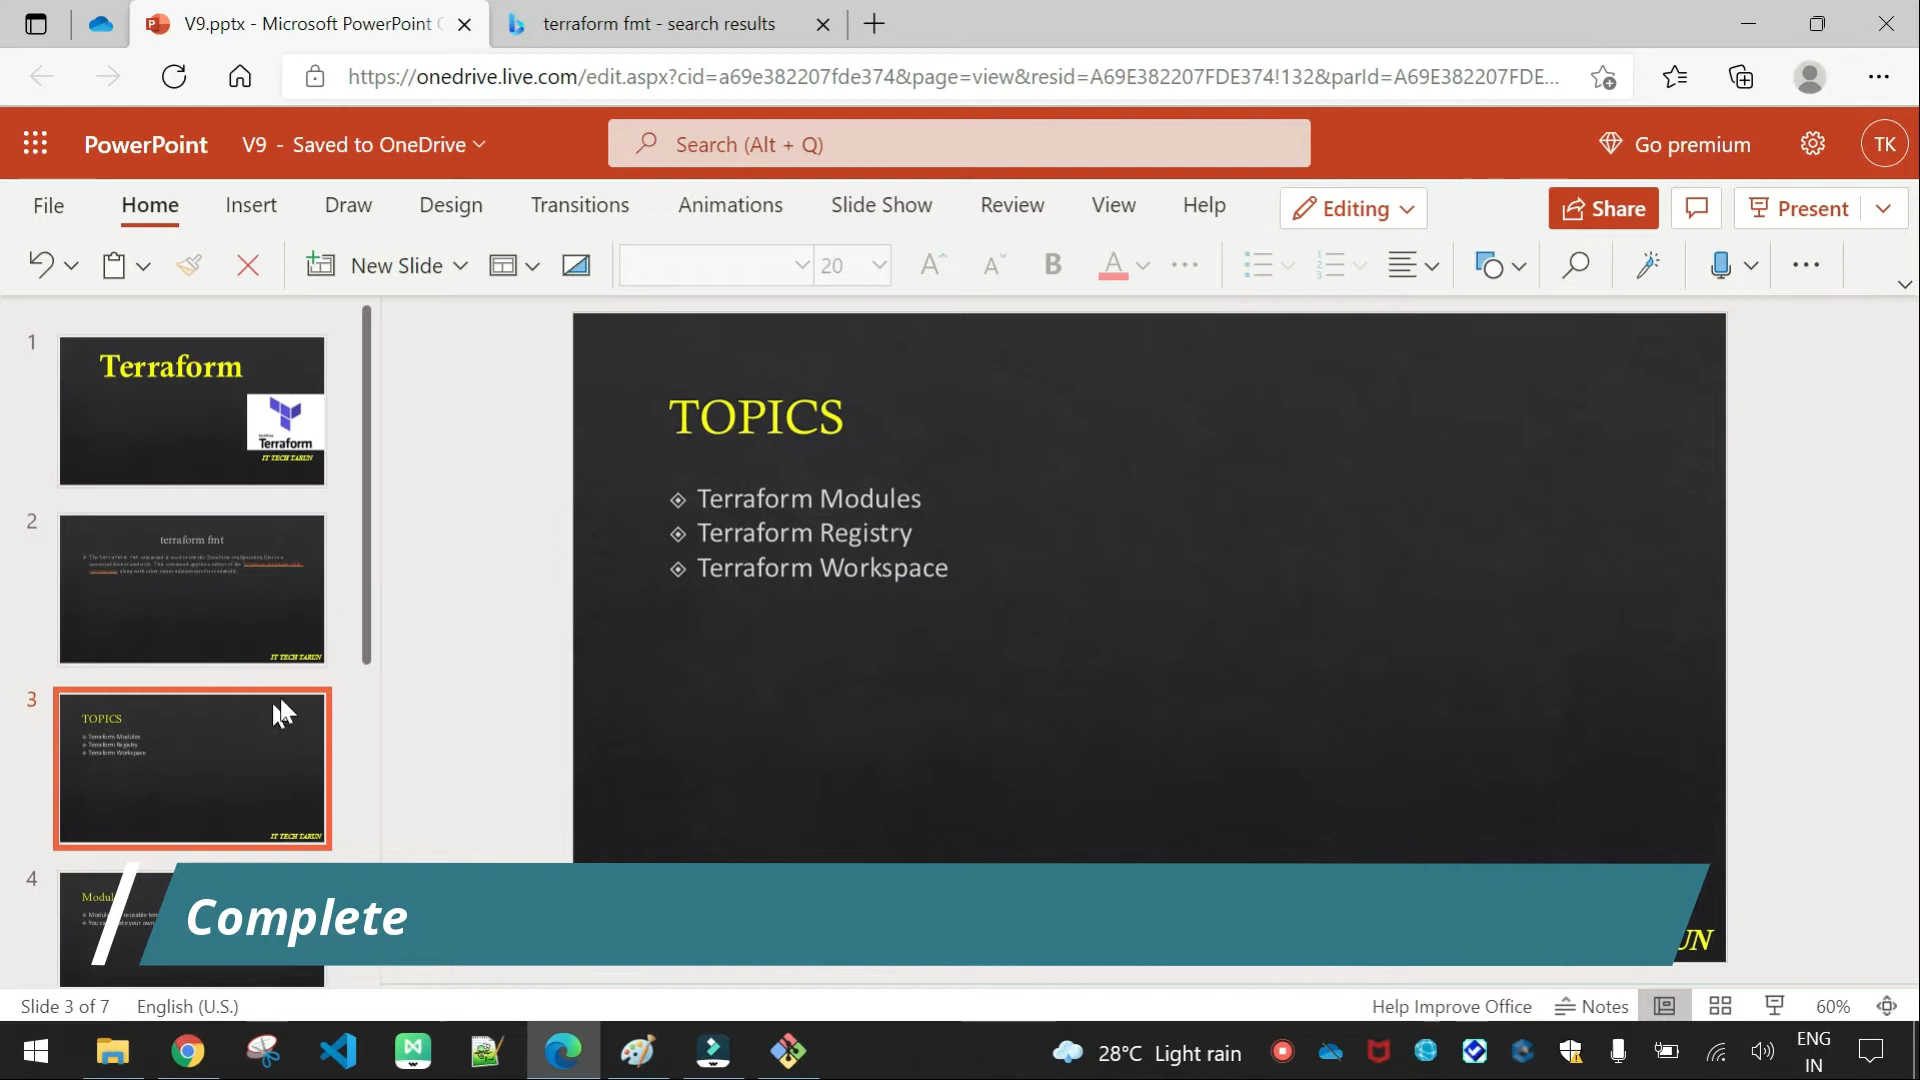 V9.pptx - Microsoft PowerPoint
terraform fmt - search results
https://onedrive.live.com/edit.aspx?cid=a69e382207fde374&page=view&resid=A69E382207FDE374!132&parId=A69E382207FDE...
PowerPoint
V9 - Saved to OneDrive
Search (Alt + Q)
Go premium
TK
File
Home
Insert
Draw
Design
Transitions
Animations
Slide Show
Review
View
Help
Editing
Share
Present
New Slide
20
1
Terraform
Terraform
IT TECH TARUN
2
terraform fmt
IT TECH TARUN
3
TOPICS
Terraform Modules
Terraform Registry
Terraform Workspace
IT TECH TARUN
4
TOPICS
Terraform Modules
Terraform Registry
Terraform Workspace
Complete
UN
Slide 3 of 7
English (U.S.)
Help Improve Office
Notes
60%
28°C Light rain
ENG
IN